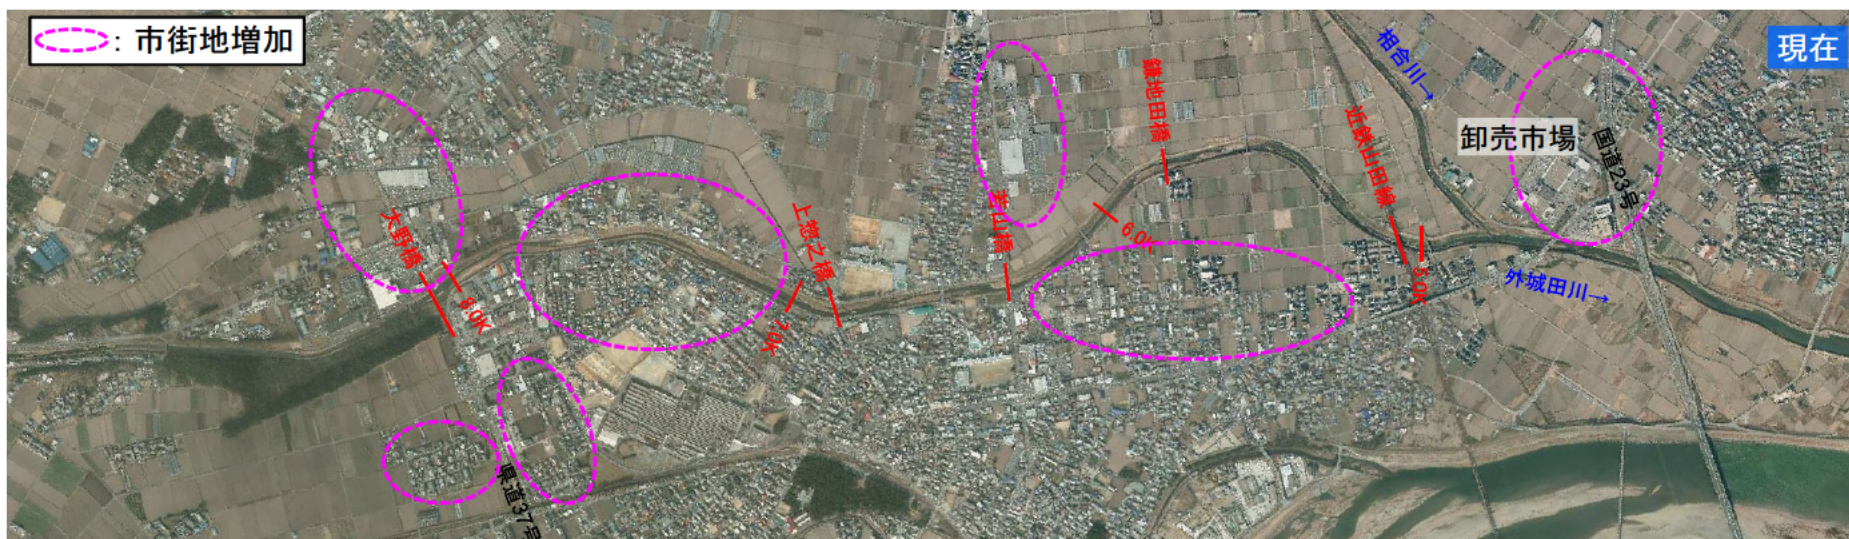 ：市街地増加
現在
相合川→
鎌地田橋
近鉄山田線
卸売市場
国道23号
大野橋
上惣之橋
6.0K
8.0K
7.0K
5.0K
外城田川→
県道37号